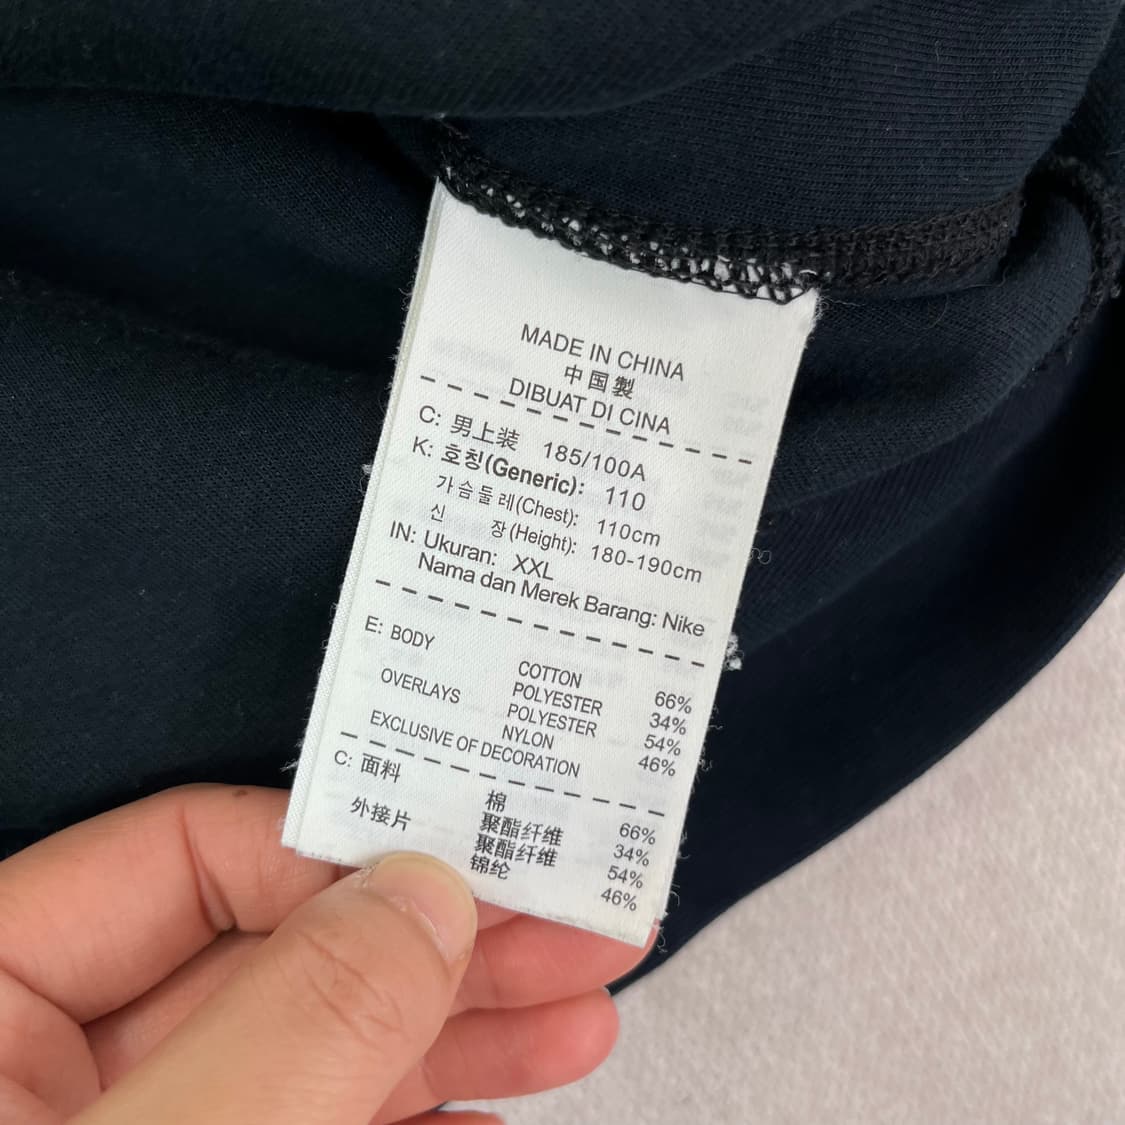 MADE IN CHINA
中国製
DIBUAT DI CINA
C: 男上装 185/100A
K: 호칭(Generic): 110
가슴둘레(Chest): 110cm
신 장(Height): 180-190cm
IN: Ukuran: XXL
Nama dan Merek Barang: Nike
E: BODY
COTTON 66%
POLYESTER 34%
OVERLAYS POLYESTER 54%
NYLON 46%
EXCLUSIVE OF DECORATION
C: 面料
棉 66%
聚酯纤维 34%
外接片 聚酯纤维 54%
锦纶 46%